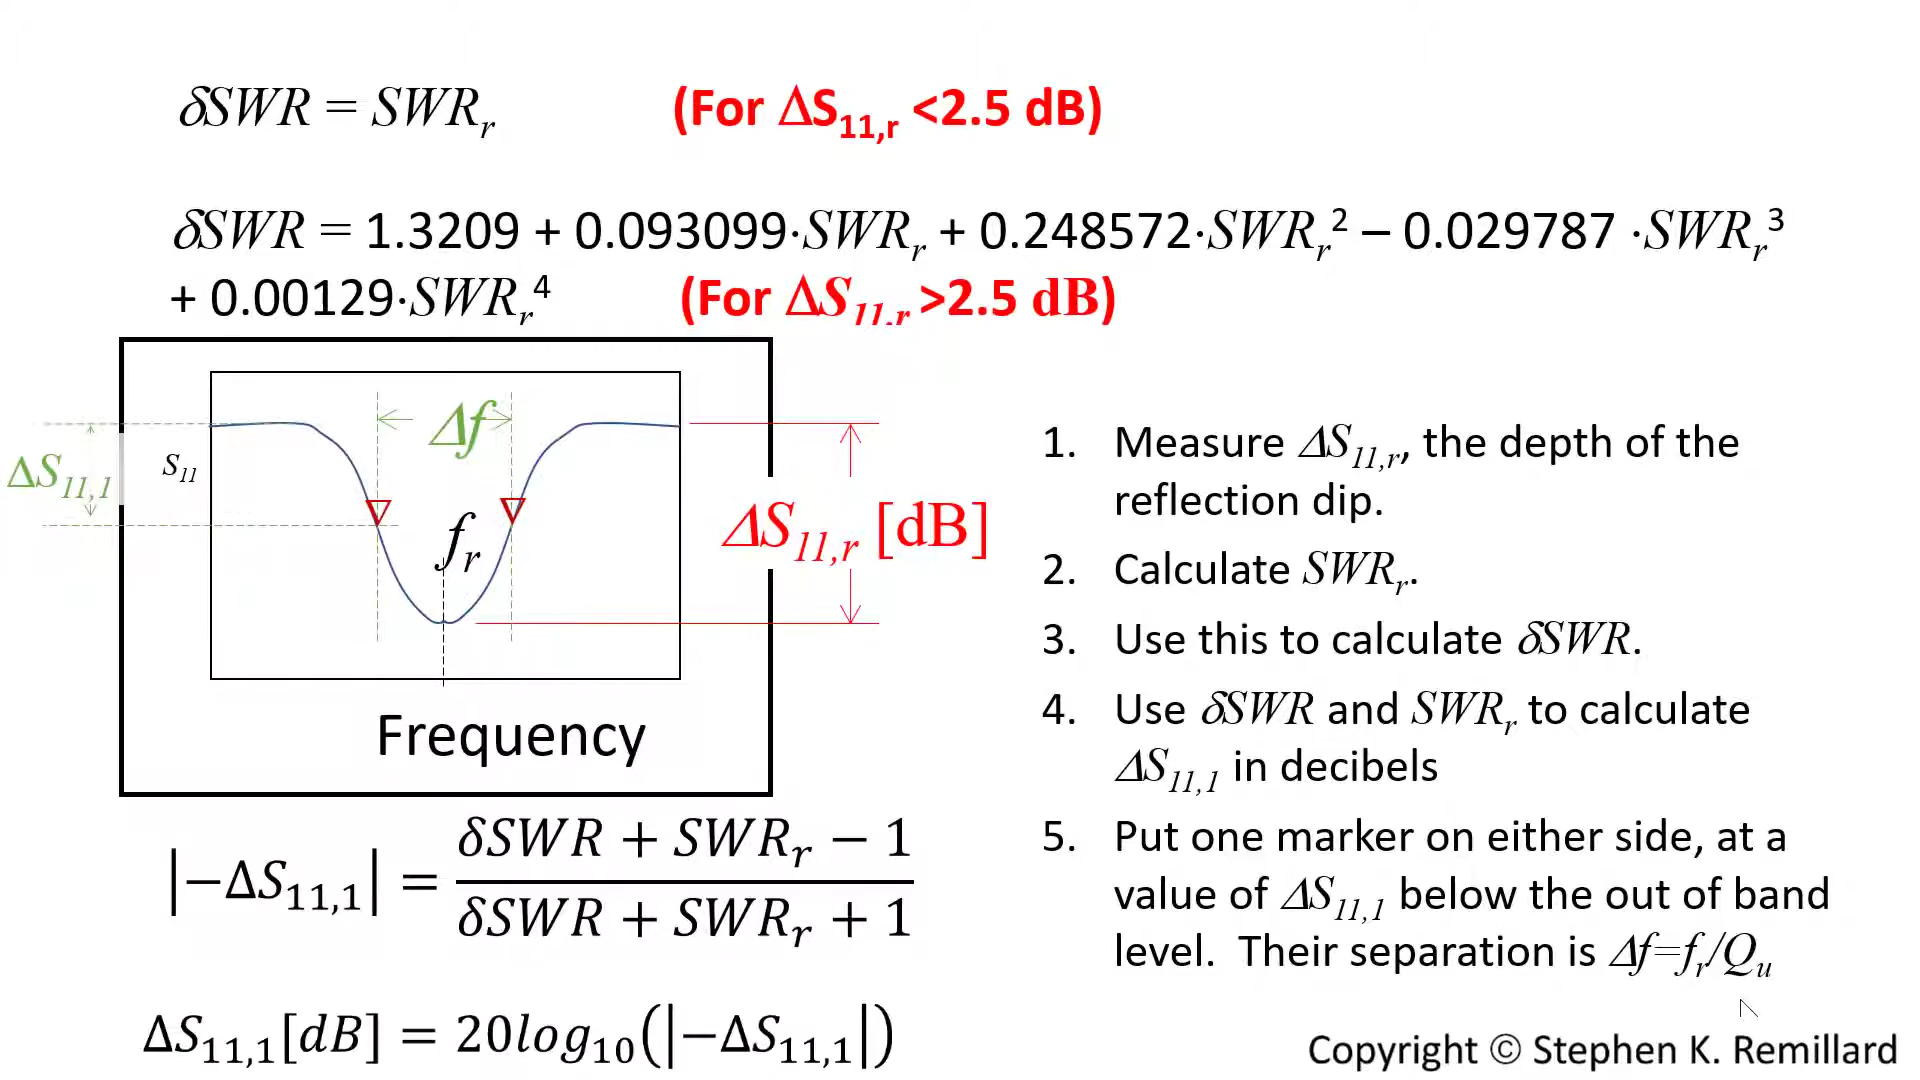 δSWR = SWRᵣ (For ΔS₁₁,ᵣ <2.5 dB)
δSWR = 1.3209 + 0.093099·SWRᵣ + 0.248572·SWRᵣ² – 0.029787 ·SWRᵣ³
+ 0.00129·SWRᵣ⁴ (For ΔS₁₁,ᵣ >2.5 dB)
Δf
ΔS₁₁,₁
S₁₁
fᵣ
ΔS₁₁,ᵣ [dB]
Frequency
1. Measure ΔS₁₁,ᵣ, the depth of the
reflection dip.
2. Calculate SWRᵣ.
3. Use this to calculate δSWR.
4. Use δSWR and SWRᵣ to calculate
ΔS₁₁,₁ in decibels
5. Put one marker on either side, at a
value of ΔS₁₁,₁ below the out of band
level. Their separation is Δf=fᵣ/Qᵤ
δSWR + SWRᵣ − 1
|−ΔS₁₁,₁| =
δSWR + SWRᵣ + 1
ΔS₁₁,₁[dB] = 20log₁₀(|−ΔS₁₁,₁|)
Copyright © Stephen K. Remillard